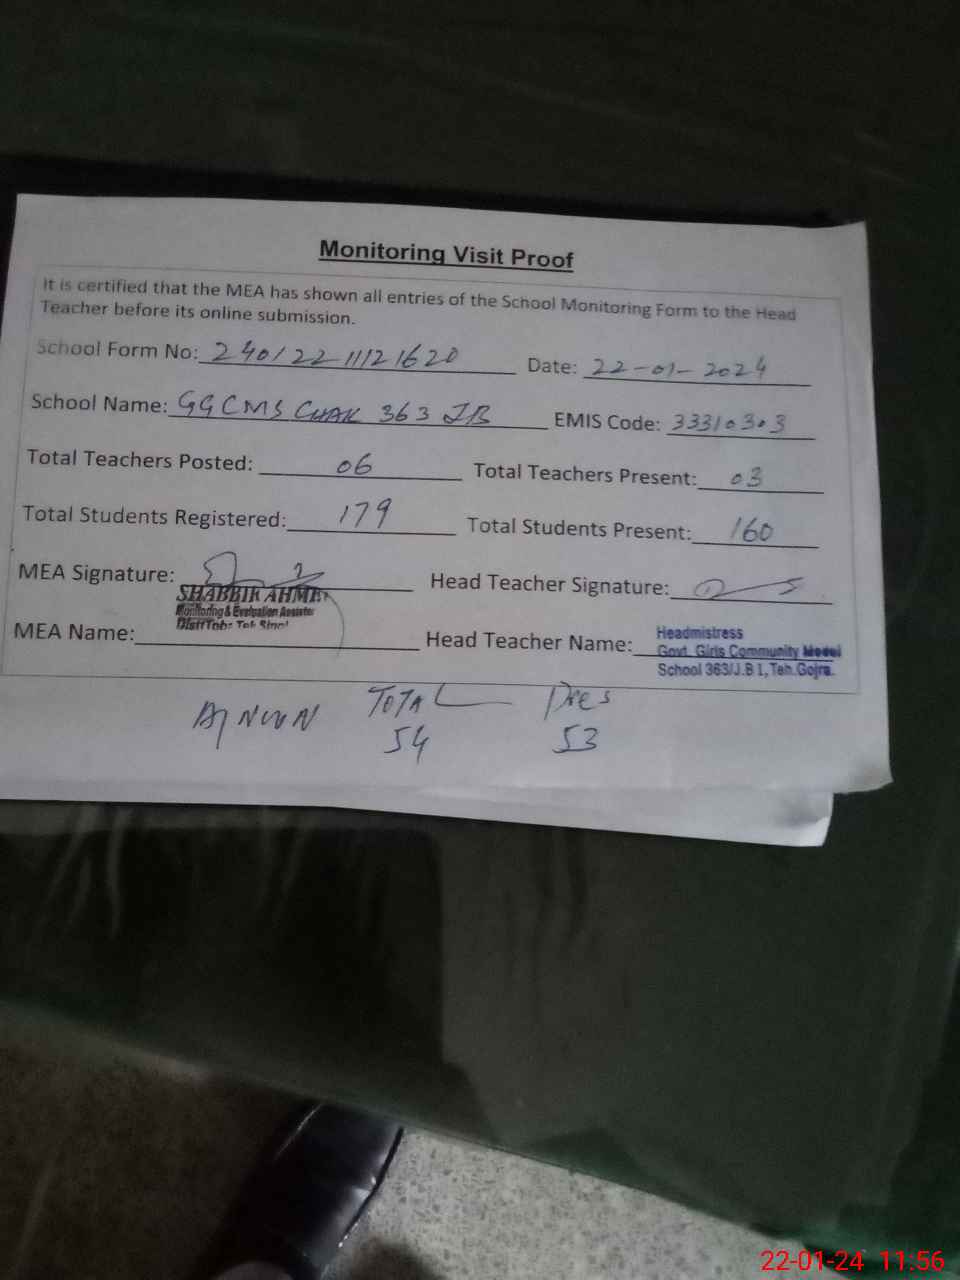 Monitoring Visit Proof
It is certified that the MEA has shown all entries of the School Monitoring Form to the Head
Teacher before its online submission.
School Form No: 240122111121620 Date: 22-01-2024
School Name: GGCMS CHAK 363 JB EMIS Code: 33310303
Total Teachers Posted: 06 Total Teachers Present: 03
Total Students Registered: 179 Total Students Present: 160
MEA Signature: Head Teacher Signature:
SHABBIR AHMED
Monitoring & Evaluation Assistant
Distt Tob:
MEA Name: Head Teacher Name:
Headmistress
Govt. Girls Community Model
School 363/J.B 1, Teh. Gojra.
TOTAL Pres
54 53
22-01-24 11:56